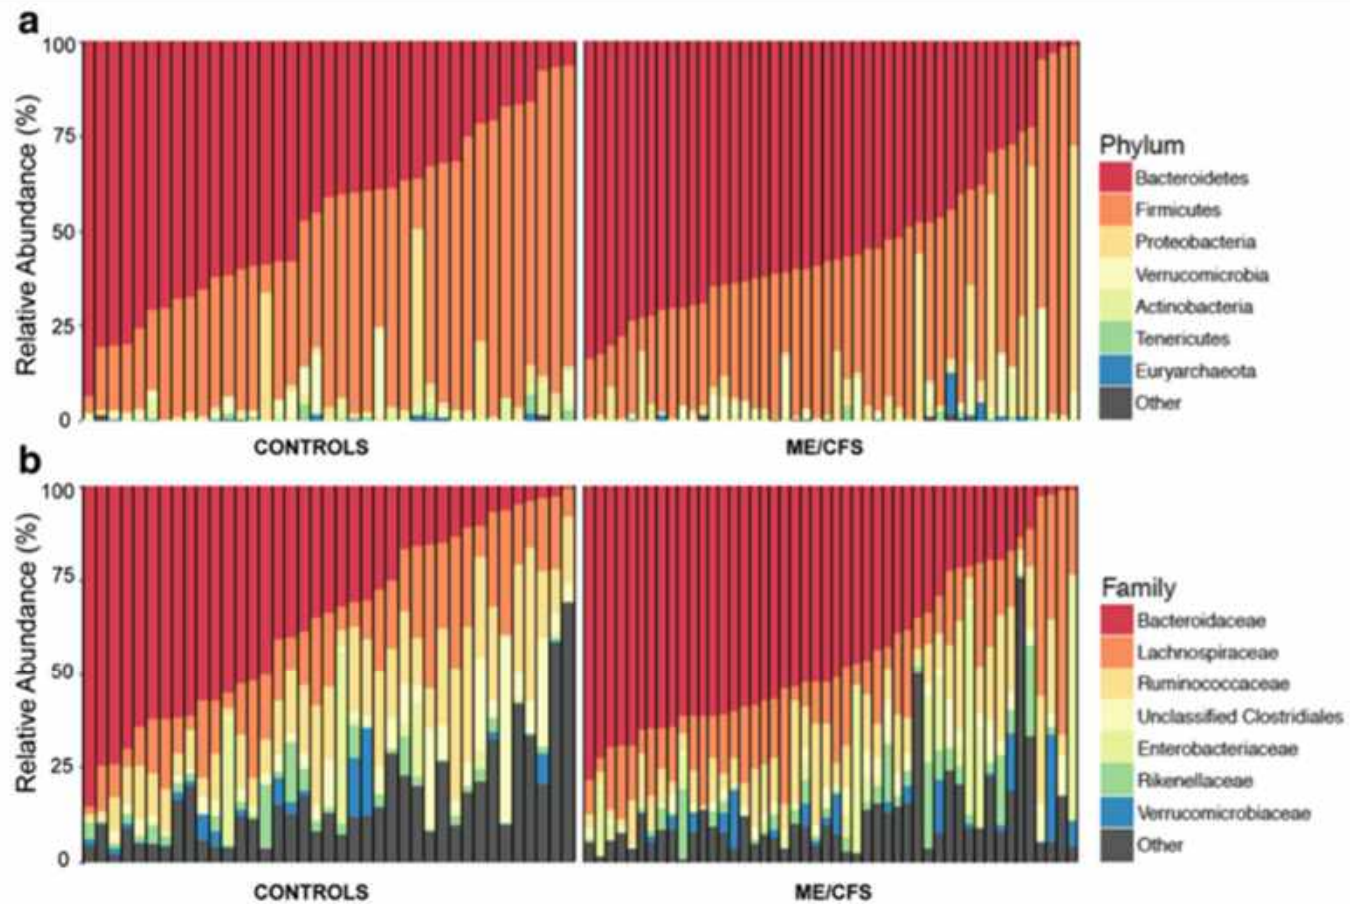 a
Relative Abundance (%)
100
75
50
25
0
CONTROLS
ME/CFS
Phylum
Bacteroidetes
Firmicutes
Proteobacteria
Verrucomicrobia
Actinobacteria
Tenericutes
Euryarchaeota
Other
b
Relative Abundance (%)
100
75
50
25
0
CONTROLS
ME/CFS
Family
Bacteroidaceae
Lachnospiraceae
Ruminococcaceae
Unclassified Clostridiales
Enterobacteriaceae
Rikenellaceae
Verrucomicrobiaceae
Other